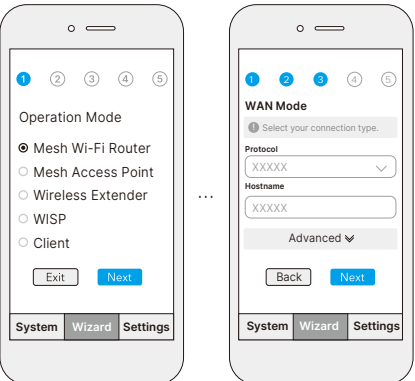 1 2 3 4 5
Operation Mode
Mesh Wi-Fi Router
Mesh Access Point
Wireless Extender
WISP
Client
Exit Next
System Wizard Settings
...
1 2 3 4 5
WAN Mode
! Select your connection type.
Protocol
XXXXX
Hostname
XXXXX
Advanced
Back Next
System Wizard Settings